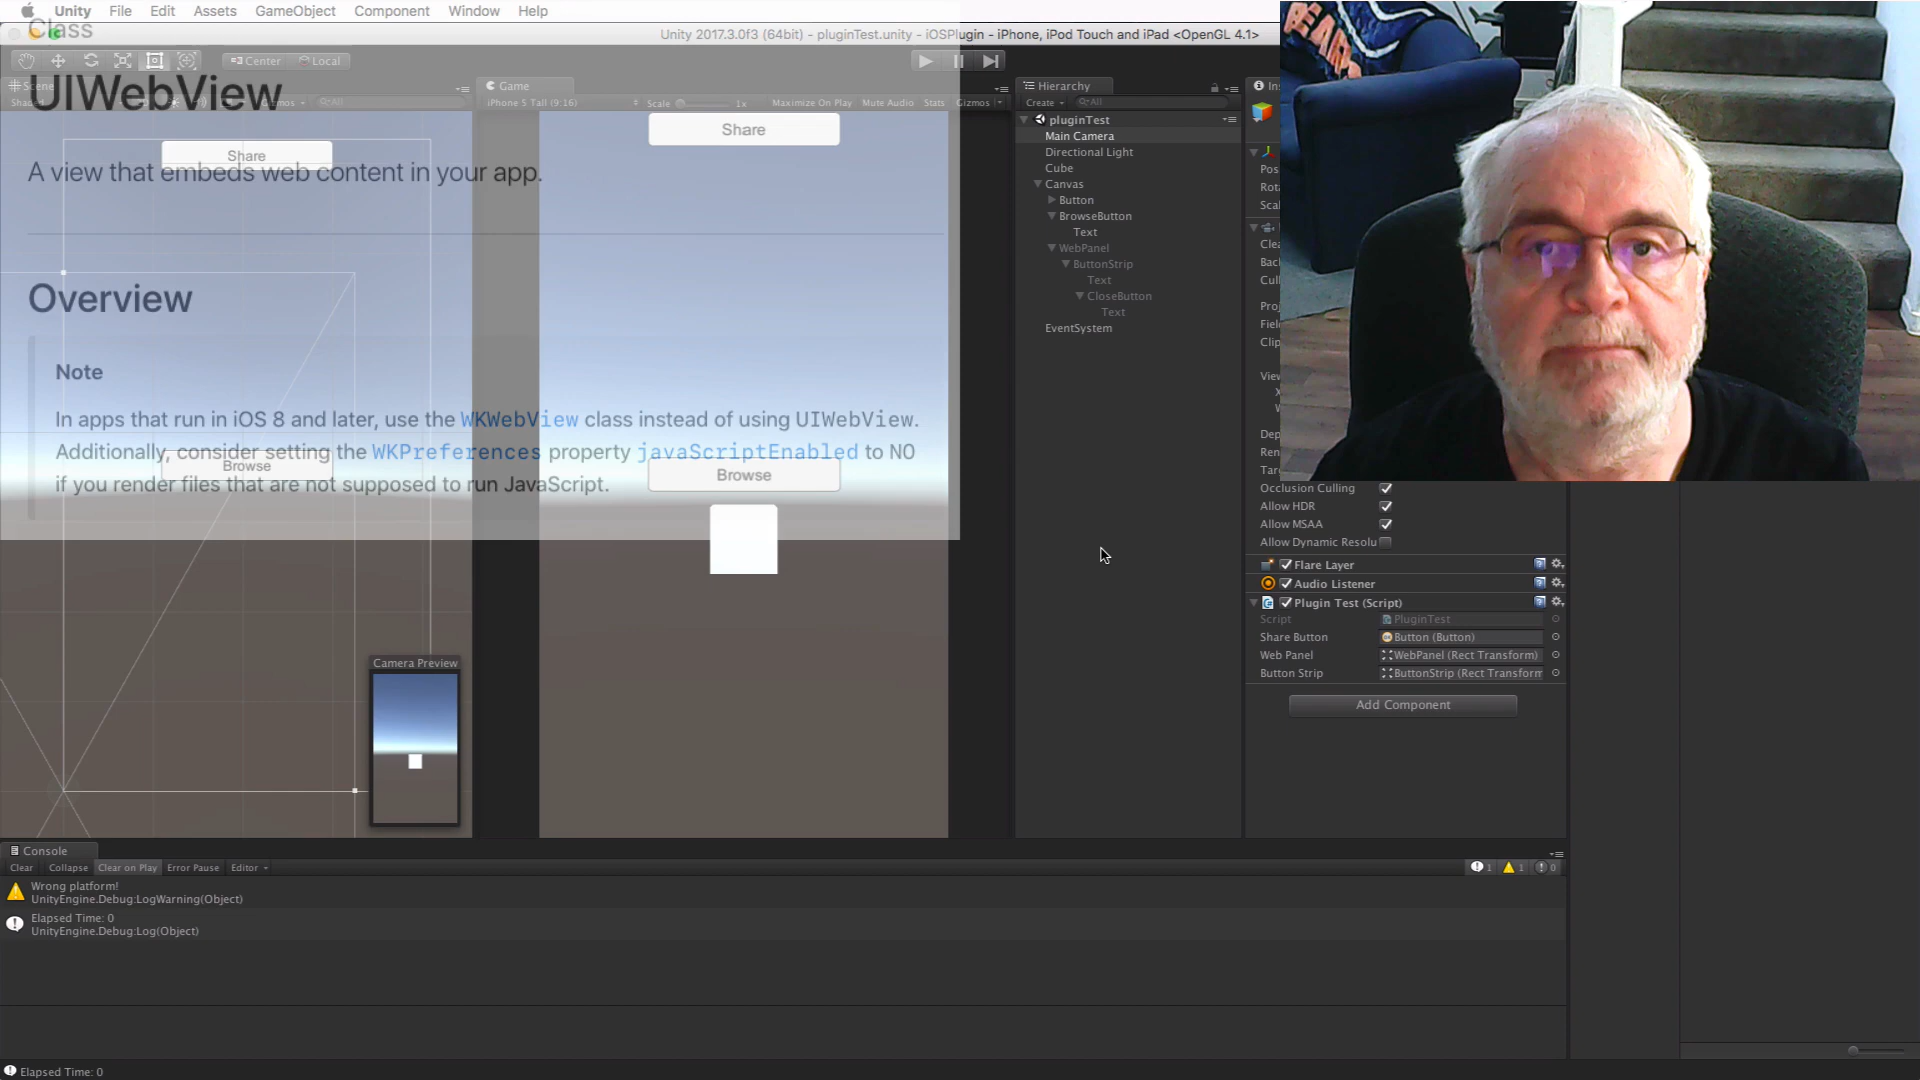 Unity File Edit Assets GameObject Component Window Help
Class
Unity 2017.3.0f3 (64bit) - pluginTest.unity - iOSPlugin - iPhone, iPod Touch and iPad <OpenGL 4.1>
Center Local
UIWebView
Scene
Game
Hierarchy
Gizmos All
iPhone 5 Tall (9:16) Scale 1x Maximize On Play Mute Audio Stats Gizmos
Create All
pluginTest
Main Camera
Directional Light
Cube
Canvas
Button
BrowseButton
Text
WebPanel
ButtonStrip
Text
CloseButton
Text
EventSystem
Share
Share
A view that embeds web content in your app.
Overview
Note
In apps that run in iOS 8 and later, use the WKWebView class instead of using UIWebView.
Additionally, consider setting the WKPreferences property javaScriptEnabled to NO
if you render files that are not supposed to run JavaScript.
Browse
Browse
Camera Preview
BEAR
Occlusion Culling
Allow HDR
Allow MSAA
Allow Dynamic Resolu
Flare Layer
Audio Listener
Plugin Test (Script)
Script PluginTest
Share Button Button (Button)
Web Panel WebPanel (Rect Transform)
Button Strip ButtonStrip (Rect Transform
Add Component
Console
Clear Collapse Clear on Play Error Pause Editor
1 1 0
Wrong platform!
UnityEngine.Debug:LogWarning(Object)
Elapsed Time: 0
UnityEngine.Debug:Log(Object)
Elapsed Time: 0